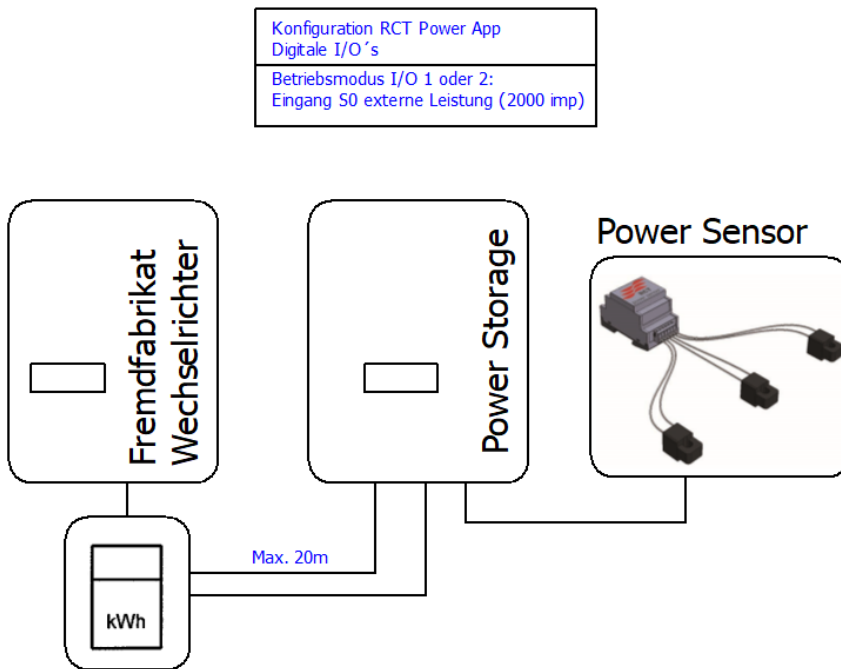 Konfiguration RCT Power App
Digitale I/O´s
Betriebsmodus I/O 1 oder 2:
Eingang S0 externe Leistung (2000 imp)
Fremdfabrikat
Wechselrichter
Power Storage
Power Sensor
Max. 20m
kWh